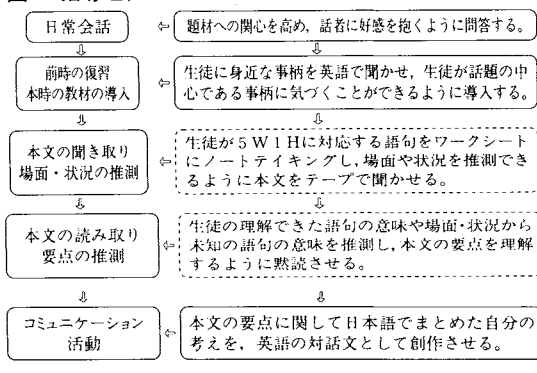 日常会話
⇦
題材への関心を高め，話者に好感を抱くように問答する。
⇩
⇩
前時の復習
本時の教材の導入
⇦
生徒に身近な事柄を英語で聞かせ，生徒が話題の中
心である事柄に気づくことができるように導入する。
⇩
⇩
本文の聞き取り
場面・状況の推測
⇦
生徒が5W1Hに対応する語句をワークシート
にノートテイキングし，場面や状況を推測でき
るように本文をテープで聞かせる。
⇩
⇩
本文の読み取り
要点の推測
⇦
生徒の理解できた語句の意味や場面・状況から
未知の語句の意味を推測し，本文の要点を理解
するように黙読させる。
⇩
⇩
コミュニケーション
活動
⇦
本文の要点に関して日本語でまとめた自分の
考えを，英語の対話文として創作させる。